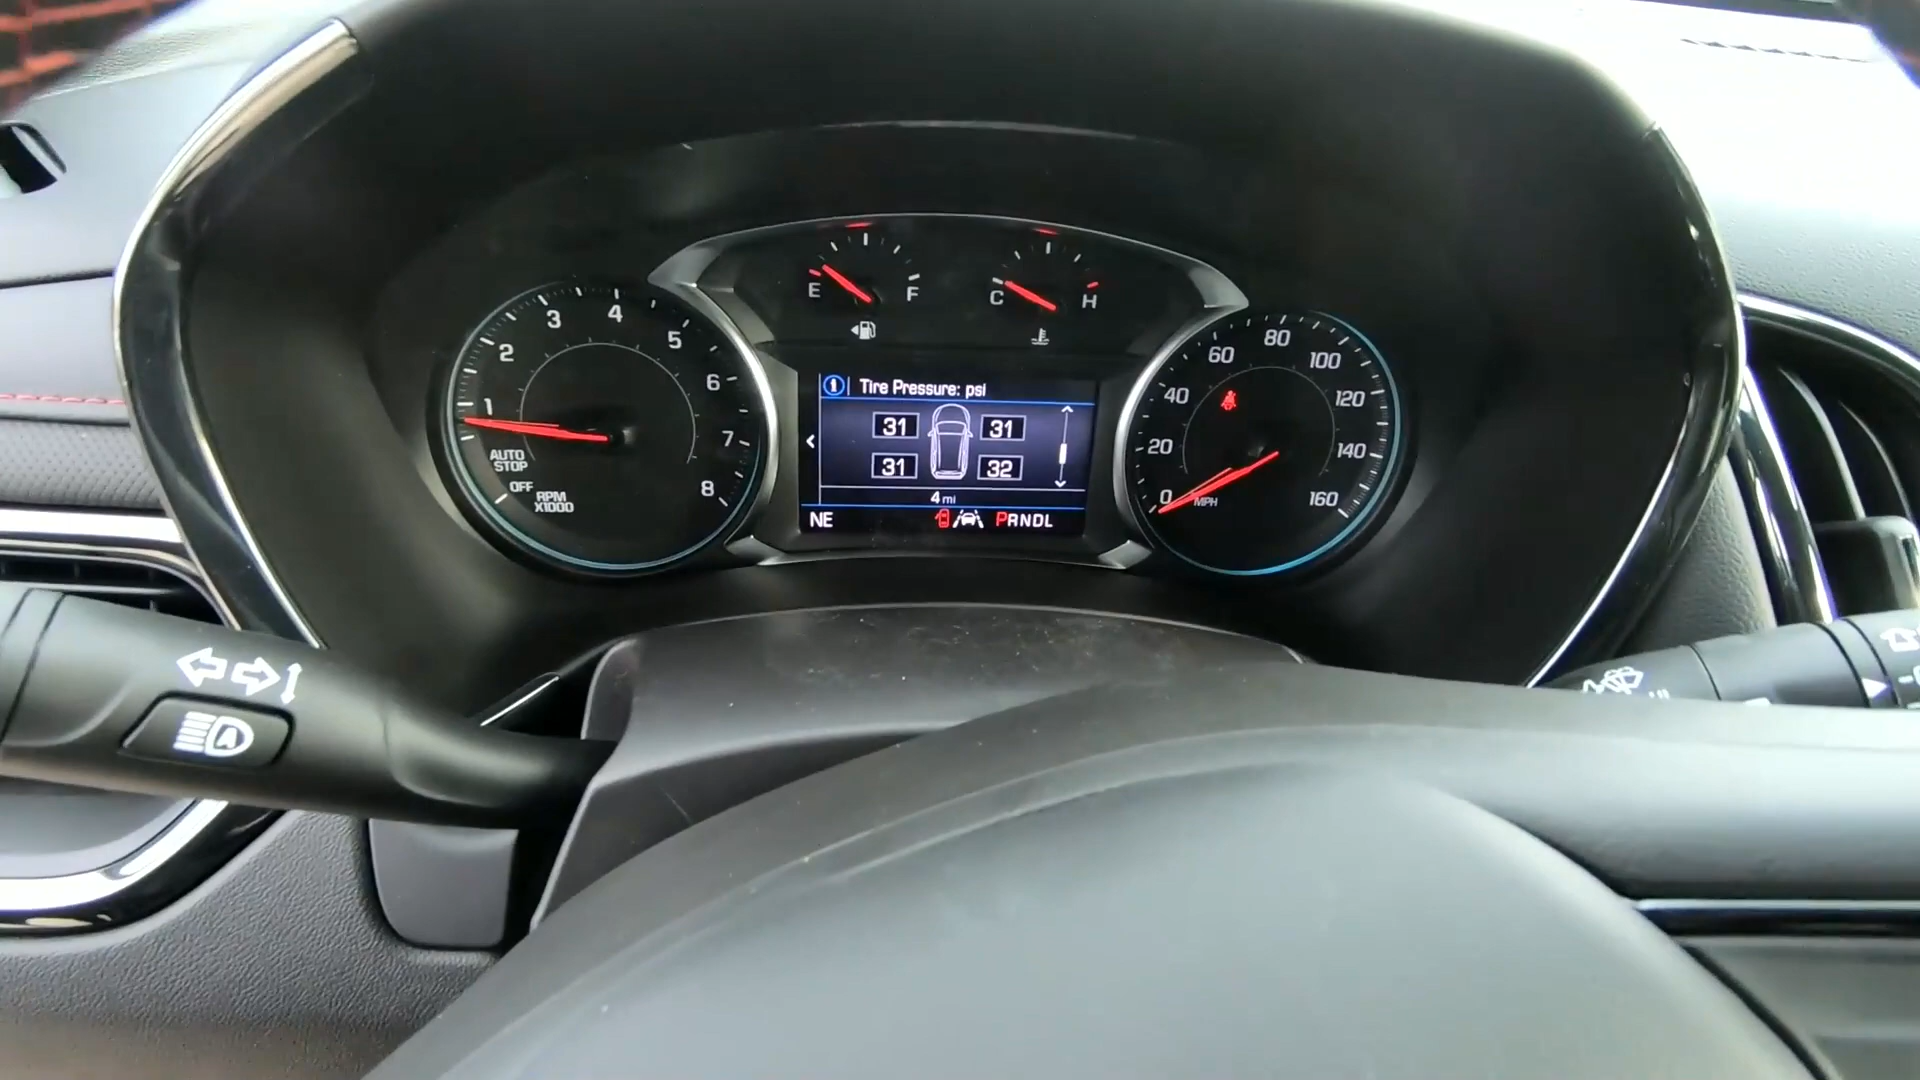 E F
C H
1 2 3 4 5 6 7 8
AUTO
STOP
OFF
RPM
X1000
Tire Pressure: psi
31 31
31 32
4 mi
NE PRNDL
0 20 40 60 80 100 120 140 160
MPH
A